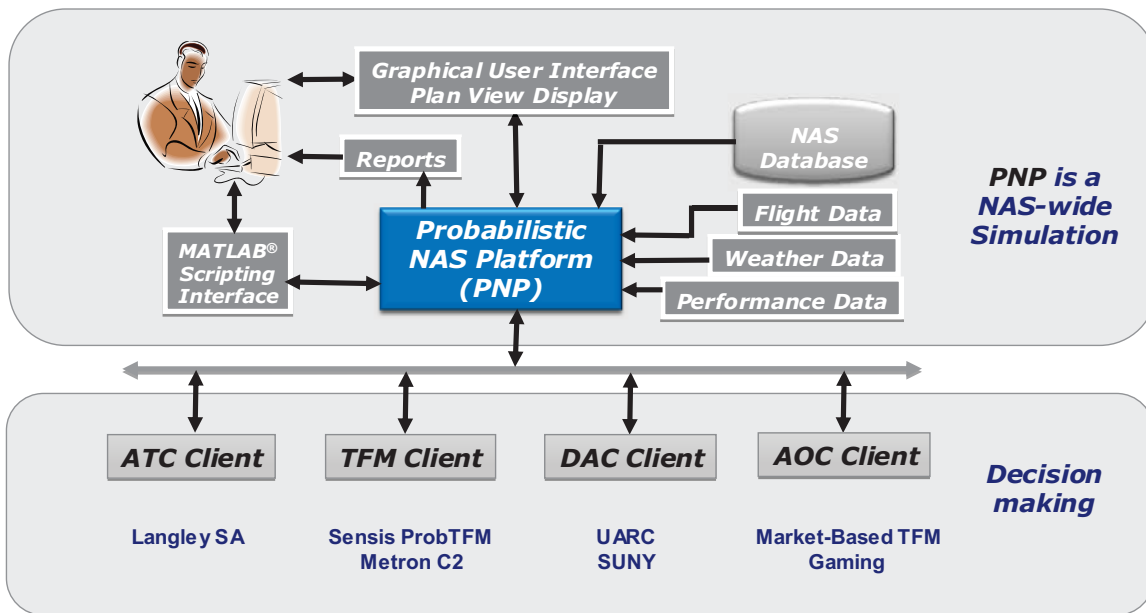 Graphical User Interface
Plan View Display
NAS
Database
Reports
PNP is a
NAS-wide
Simulation
Flight Data
Probabilistic
NAS Platform
(PNP)
MATLAB®
Scripting
Interface
Weather Data
Performance Data
ATC Client
TFM Client
DAC Client
AOC Client
Decision
making
Langley SA
Sensis ProbTFM
Metron C2
UARC
SUNY
Market-Based TFM
Gaming